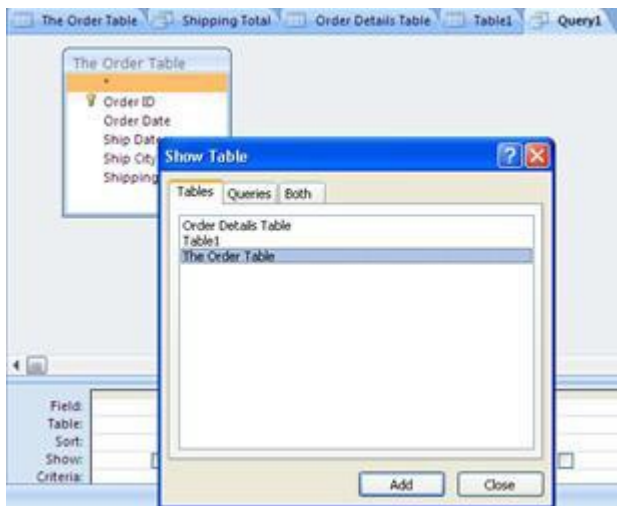 The Order Table Shipping Total Order Details Table Table1 Query1
The Order Table
*
Order ID
Order Date
Ship Date
Ship City
Shipping
Show Table
Tables Queries Both
Order Details Table
Table1
The Order Table
Field:
Table:
Sort:
Show:
Criteria:
Add Close